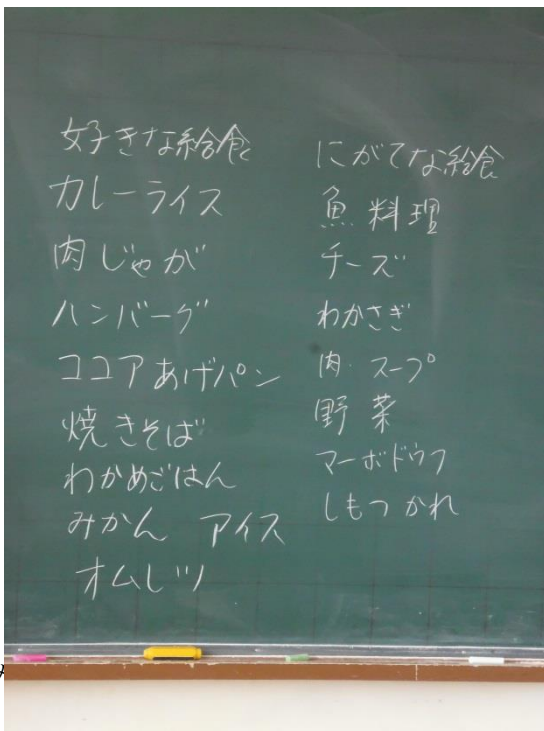 好きな給食
カレーライス
肉じゃが
ハンバーグ
ココアあげパン
焼きそば
わかめごはん
みかん アイス
オムレツ
にがてな給食
魚料理
チーズ
わかさぎ
肉.スープ
野菜
マーボドウフ
しもつかれ